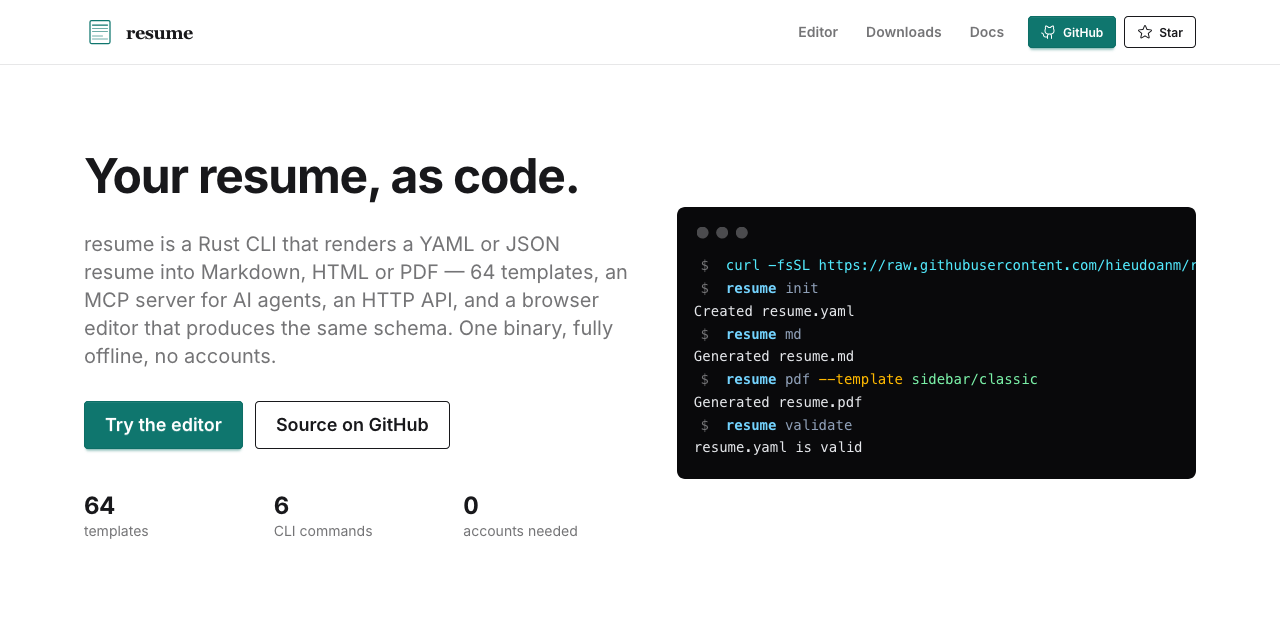 resume
Editor
Downloads
Docs
GitHub
Star
Your resume, as code.
resume is a Rust CLI that renders a YAML or JSON
resume into Markdown, HTML or PDF — 64 templates, an
MCP server for AI agents, an HTTP API, and a browser
editor that produces the same schema. One binary, fully
offline, no accounts.
Try the editor
Source on GitHub
64
templates
6
CLI commands
0
accounts needed
$ curl -fsSL https://raw.githubusercontent.com/hieudoanm/r
$ resume init
Created resume.yaml
$ resume md
Generated resume.md
$ resume pdf --template sidebar/classic
Generated resume.pdf
$ resume validate
resume.yaml is valid